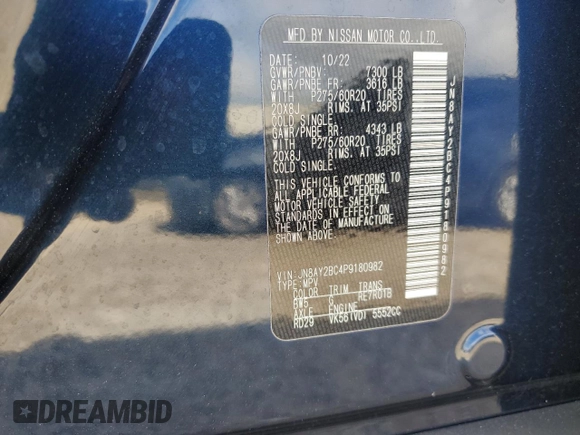 MFD BY NISSAN MOTOR CO.,LTD.
DATE: 10/22
GVWR/PNBV: 7300 LB
GAWR/PNBE FR: 3616 LB
WITH P275/60R20 TIRES
20X8J RIMS, AT 35PSI
COLD SINGLE
GAWR/PNBE RR: 4343 LB
WITH P275/60R20 TIRES
20X8J RIMS, AT 35PSI
COLD SINGLE
THIS VEHICLE CONFORMS TO
ALL APPLICABLE FEDERAL
MOTOR VEHICLE SAFETY
STANDARDS IN EFFECT ON
THE DATE OF MANUFACTURE
SHOWN ABOVE.
VIN:JN8AY2BC4P9180982
TYPE:MPV
COLOR TRIM TRANS
BW5 G RE7R01B
AXLE ENGINE
RD29 VK56(VD) 5552CC
JN8AY2BC4P9180982
DREAMBID